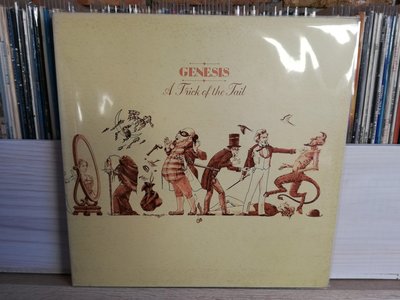 GENESIS
A Trick of the Tail